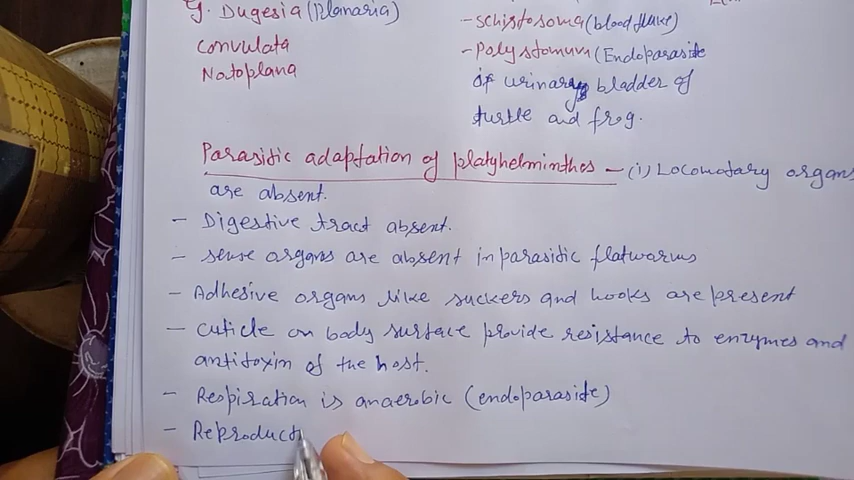 g. Dugesia (Planaria)
- Schistosoma (blood fluke)
Convulata
- Polystomum (Endoparasite
Notoplana
of urinary bladder of
turtle and frog.
Parasitic adaptation of platyhelminthes - (i) Locomotary organs
are absent.
- Digestive tract absent.
- sense organs are absent in parasitic flatwarms
- Adhesive organs like suckers and hooks are present
- Cuticle on body surface provide resistance to enzymes and
antitoxin of the host.
- Respiration is anaerobic (endoparasite)
- Reproduct